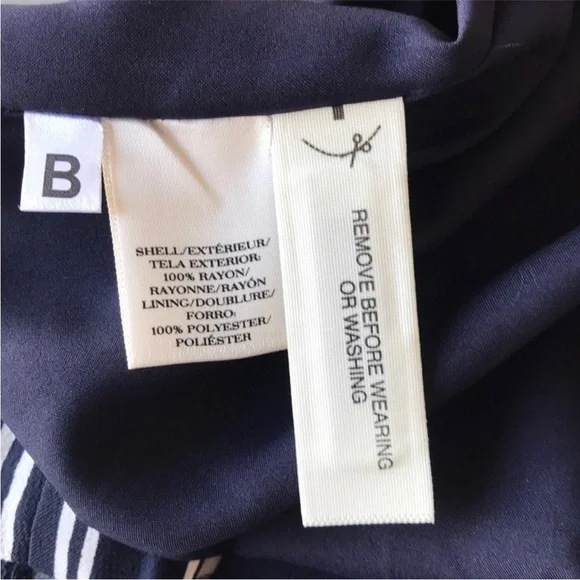 B
SHELL/EXTÉRIEUR/
TELA EXTERIOR:
100% RAYON/
RAYONNE/RAYÓN
LINING/DOUBLURE/
FORRO:
100% POLYESTER/
POLIÉSTER
REMOVE BEFORE WEARING
OR WASHING